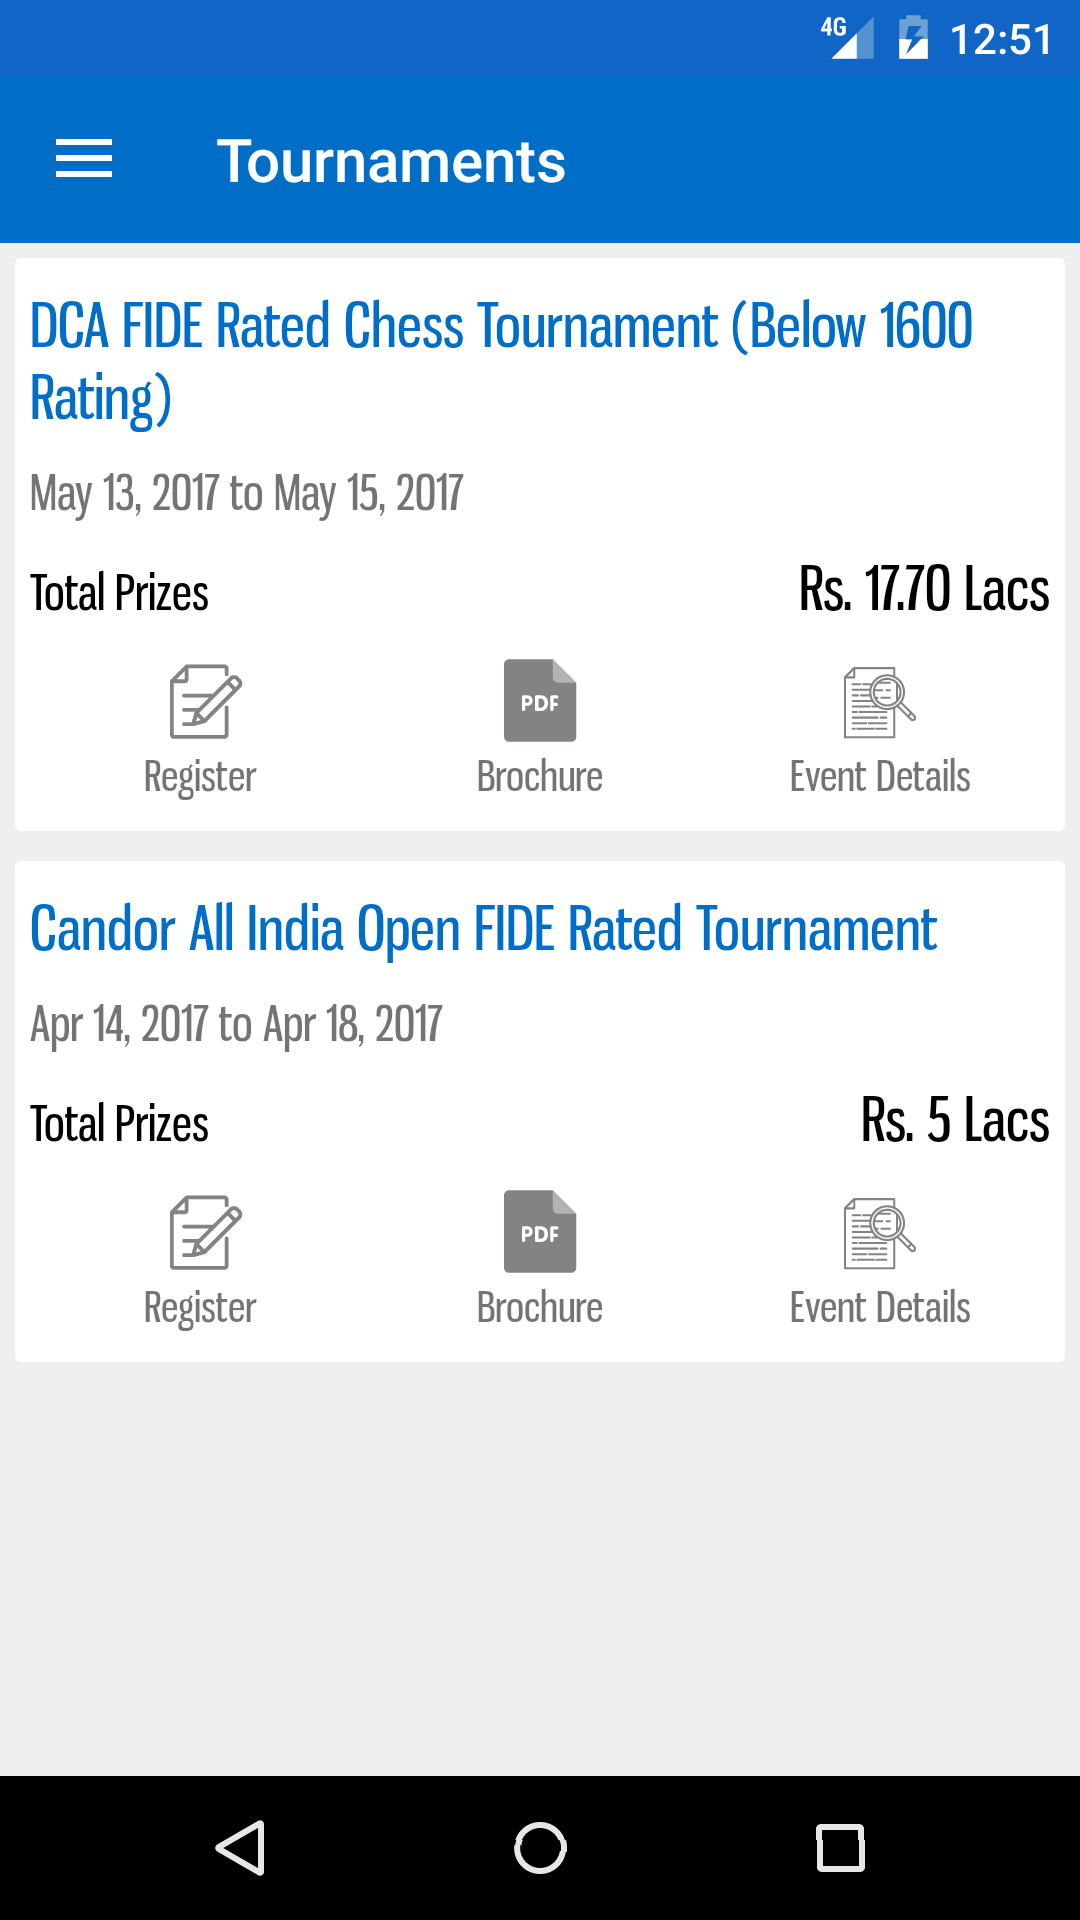 4G 12:51
Tournaments
DCA FIDE Rated Chess Tournament (Below 1600
Rating)
May 13, 2017 to May 15, 2017
Total Prizes Rs. 17.70 Lacs
PDF
Register Brochure Event Details
Candor All India Open FIDE Rated Tournament
Apr 14, 2017 to Apr 18, 2017
Total Prizes Rs. 5 Lacs
PDF
Register Brochure Event Details